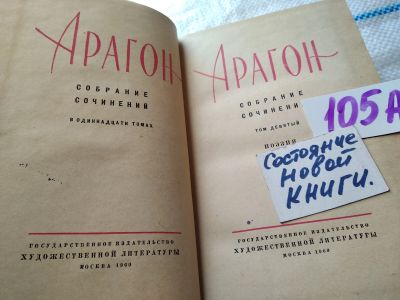 АРАГОН
СОБРАНИЕ
СОЧИНЕНИЙ
В ОДИННАДЦАТИ ТОМАХ
ГОСУДАРСТВЕННОЕ ИЗДАТЕЛЬСТВО
ХУДОЖЕСТВЕННОЙ ЛИТЕРАТУРЫ
МОСКВА 1960
АРАГОН
СОБРАНИЕ
СОЧИНЕНИ
ТОМ ДЕВЯТЫЙ
ПОЭЗИЯ
105А
Состояние
новой
книги.
ГОСУДАРСТВЕННОЕ ИЗДАТЕЛЬСТВО
ХУДОЖЕСТВЕННОЙ ЛИТЕРАТУРЫ
МОСКВА 1960